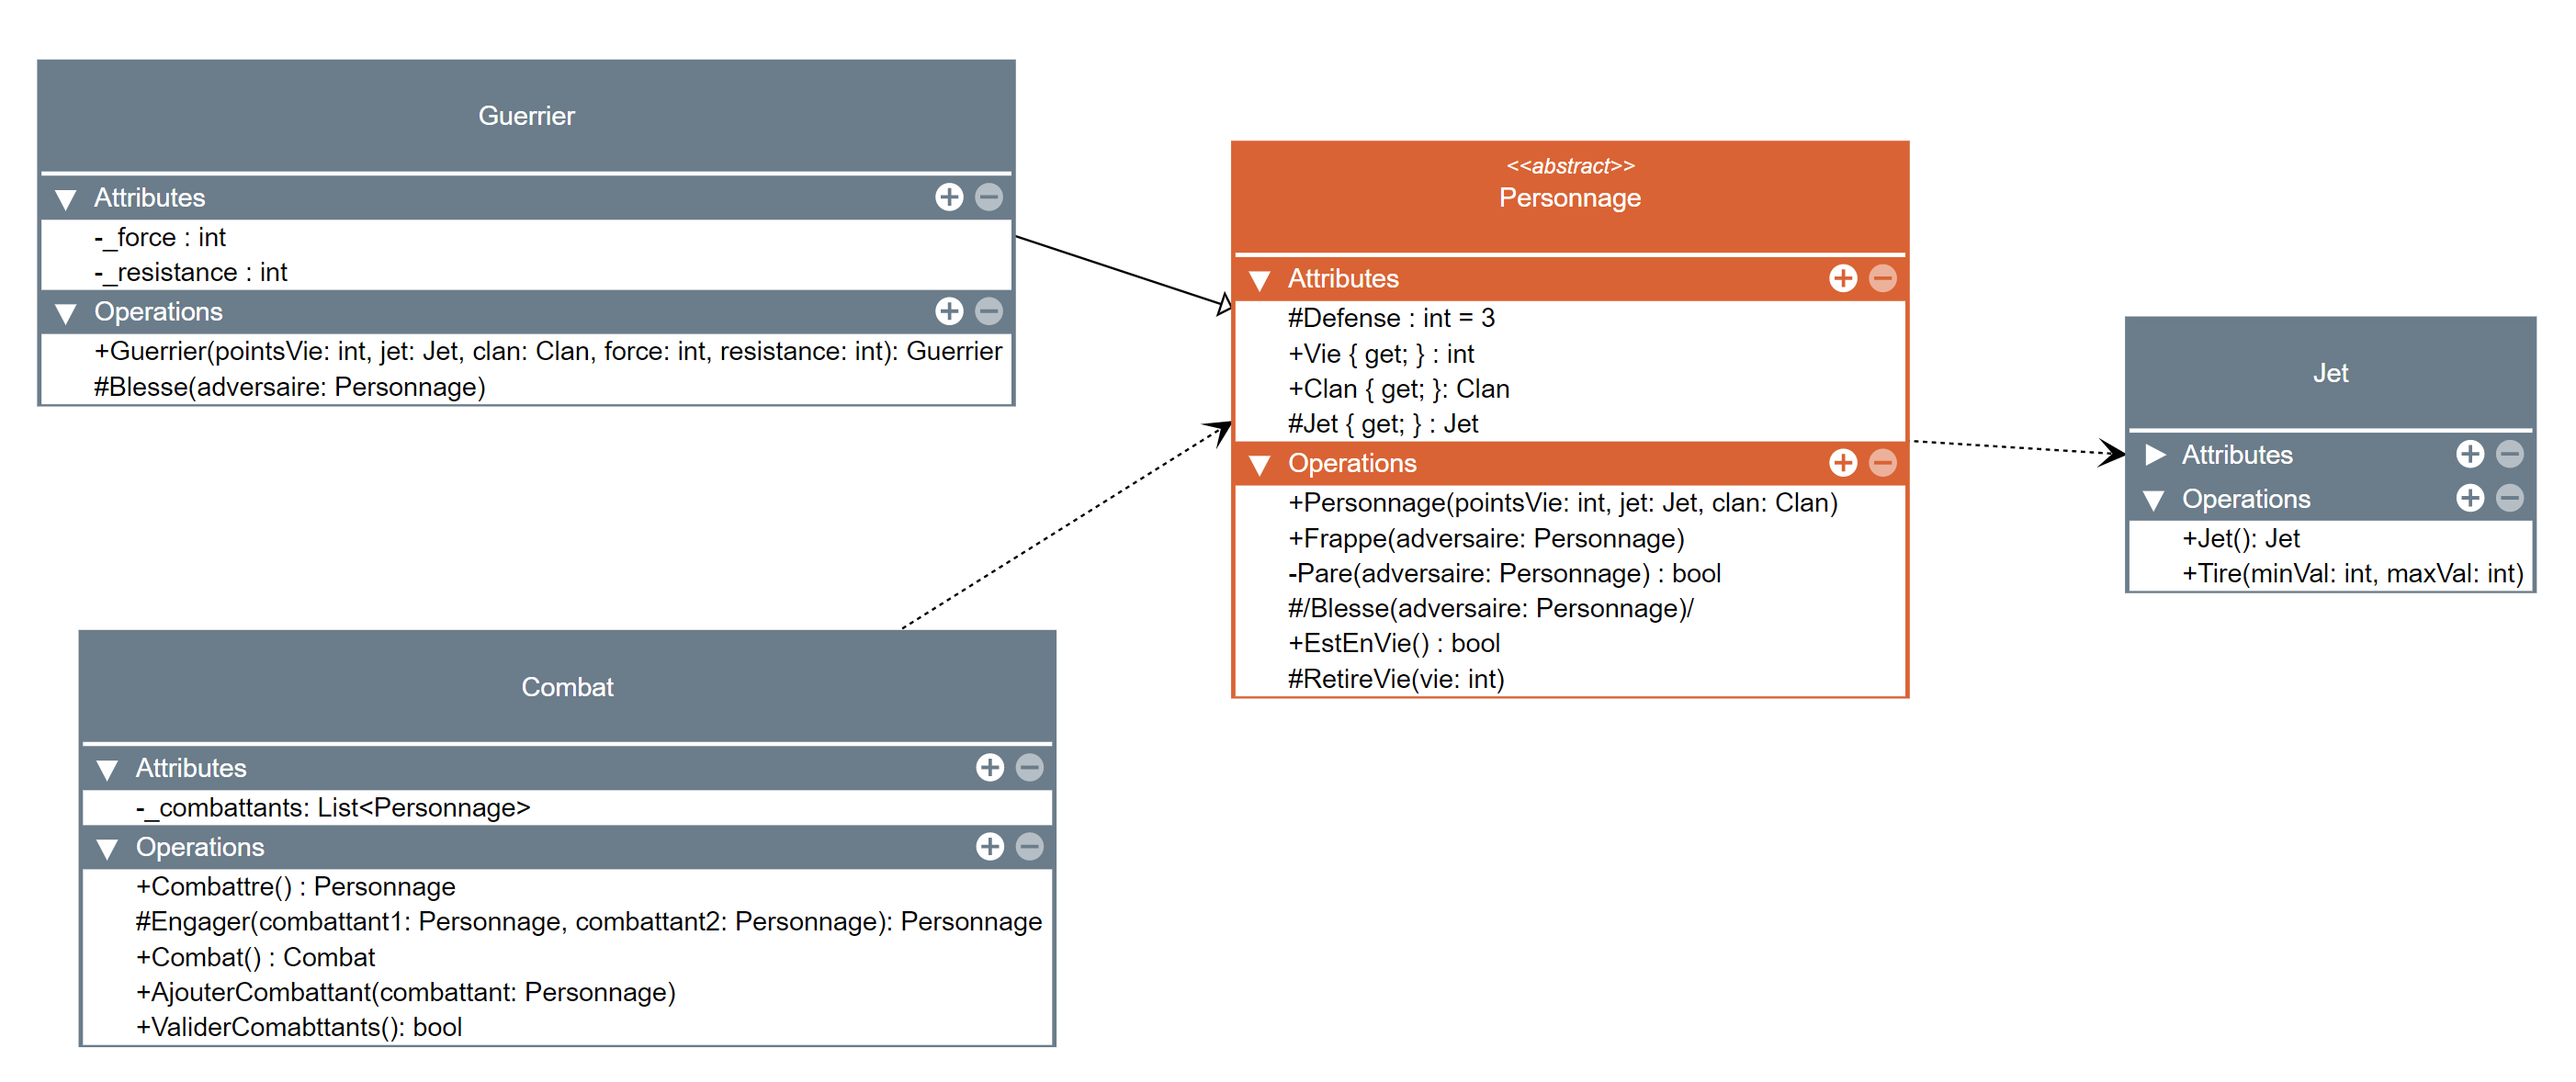 Guerrier
Attributes
-_force : int
-_resistance : int
Operations
+Guerrier(pointsVie: int, jet: Jet, clan: Clan, force: int, resistance: int): Guerrier
#Blesse(adversaire: Personnage)
<<abstract>>
Personnage
Attributes
#Defense : int = 3
+Vie { get; } : int
+Clan { get; }: Clan
#Jet { get; } : Jet
Operations
+Personnage(pointsVie: int, jet: Jet, clan: Clan)
+Frappe(adversaire: Personnage)
-Pare(adversaire: Personnage) : bool
#/Blesse(adversaire: Personnage)/
+EstEnVie() : bool
#RetireVie(vie: int)
Jet
Attributes
Operations
+Jet(): Jet
+Tire(minVal: int, maxVal: int)
Combat
Attributes
-_combattants: List<Personnage>
Operations
+Combattre() : Personnage
#Engager(combattant1: Personnage, combattant2: Personnage): Personnage
+Combat() : Combat
+AjouterCombattant(combattant: Personnage)
+ValiderComabttants(): bool